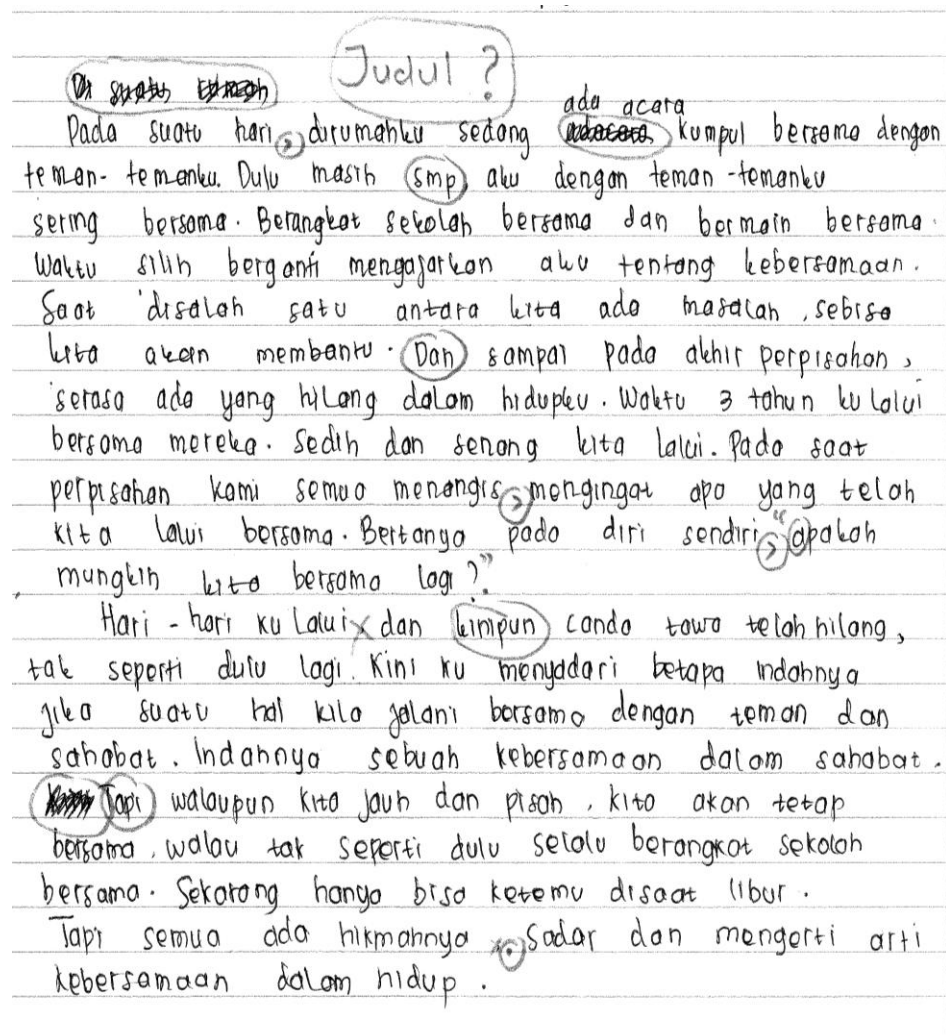 Judul ?
ada acara
Pada suatu hari, dirumahku sedang kumpul bersama dengan
teman-temanku. Dulu masih smp, aku dengan teman-temanku
sering bersama. Berangkat sekolah bersama dan bermain bersama.
Waktu silih berganti mengajarkan aku tentang kebersamaan.
Saat disalah satu antara kita ada masalah, sebisa
kita akan membantu. Dan sampai pada akhir perpisahan,
serasa ada yang hilang dalam hidupku. Waktu 3 tahun ku lalui
bersama mereka. Sedih dan senang kita lalui. Pada saat
perpisahan kami semua menangis, mengingat apa yang telah
kita lalui bersama. Bertanya pada diri sendiri, "apakah
mungkin kita bersama lagi ?"
Hari - hari ku lalui dan kinipun canda tawa telah hilang,
tak seperti dulu lagi. Kini ku menyadari betapa indahnya
jika suatu hal kita jalani bersama dengan teman dan
sahabat. Indahnya sebuah kebersamaan dalam sahabat.
Tapi walaupun kita jauh dan pisah, kita akan tetap
bersama, walau tak seperti dulu selalu berangkat sekolah
bersama. Sekarang hanya bisa ketemu disaat libur.
Tapi semua ada hikmahnya. Sadar dan mengerti arti
kebersamaan dalam hidup.